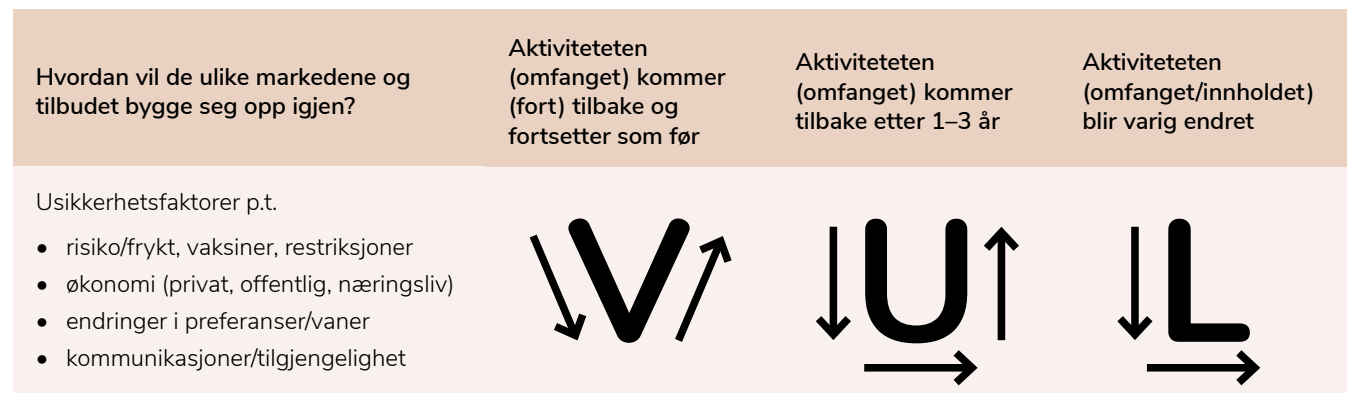 Hvordan vil de ulike markedene og
tilbudet bygge seg opp igjen?
Aktiviteteten
(omfanget) kommer
(fort) tilbake og
fortsetter som før
Aktiviteteten
(omfanget) kommer
tilbake etter 1–3 år
Aktiviteteten
(omfanget/innholdet)
blir varig endret
Usikkerhetsfaktorer p.t.
• risiko/frykt, vaksiner, restriksjoner
• økonomi (privat, offentlig, næringsliv)
• endringer i preferanser/vaner
• kommunikasjoner/tilgjengelighet
V
U
L